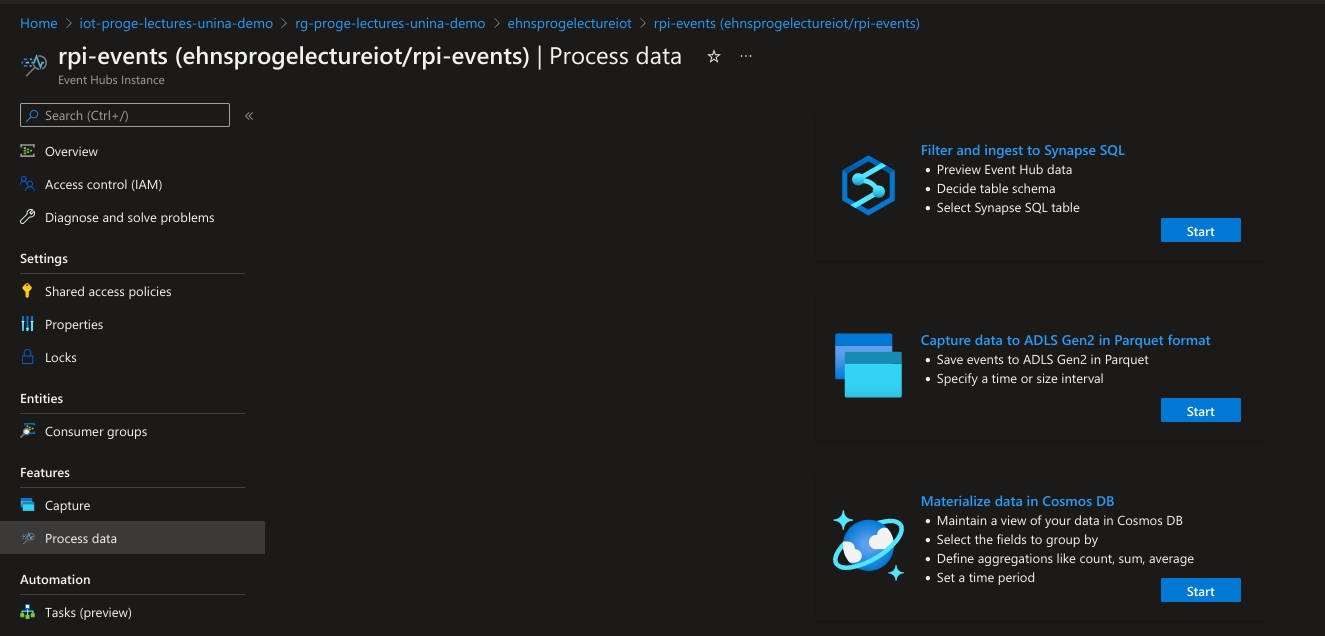 Home > iot-proge-lectures-unina-demo > rg-proge-lectures-unina-demo > ehnsprogelectureiot > rpi-events (ehnsprogelectureiot/rpi-events)
rpi-events (ehnsprogelectureiot/rpi-events) | Process data ☆ ...
Event Hubs Instance
Search (Ctrl+/) «
Overview
Access control (IAM)
Diagnose and solve problems
Settings
Shared access policies
Properties
Locks
Entities
Consumer groups
Features
Capture
Process data
Automation
Tasks (preview)
Filter and ingest to Synapse SQL
• Preview Event Hub data
• Decide table schema
• Select Synapse SQL table
Start
Capture data to ADLS Gen2 in Parquet format
• Save events to ADLS Gen2 in Parquet
• Specify a time or size interval
Start
Materialize data in Cosmos DB
• Maintain a view of your data in Cosmos DB
• Select the fields to group by
• Define aggregations like count, sum, average
• Set a time period
Start